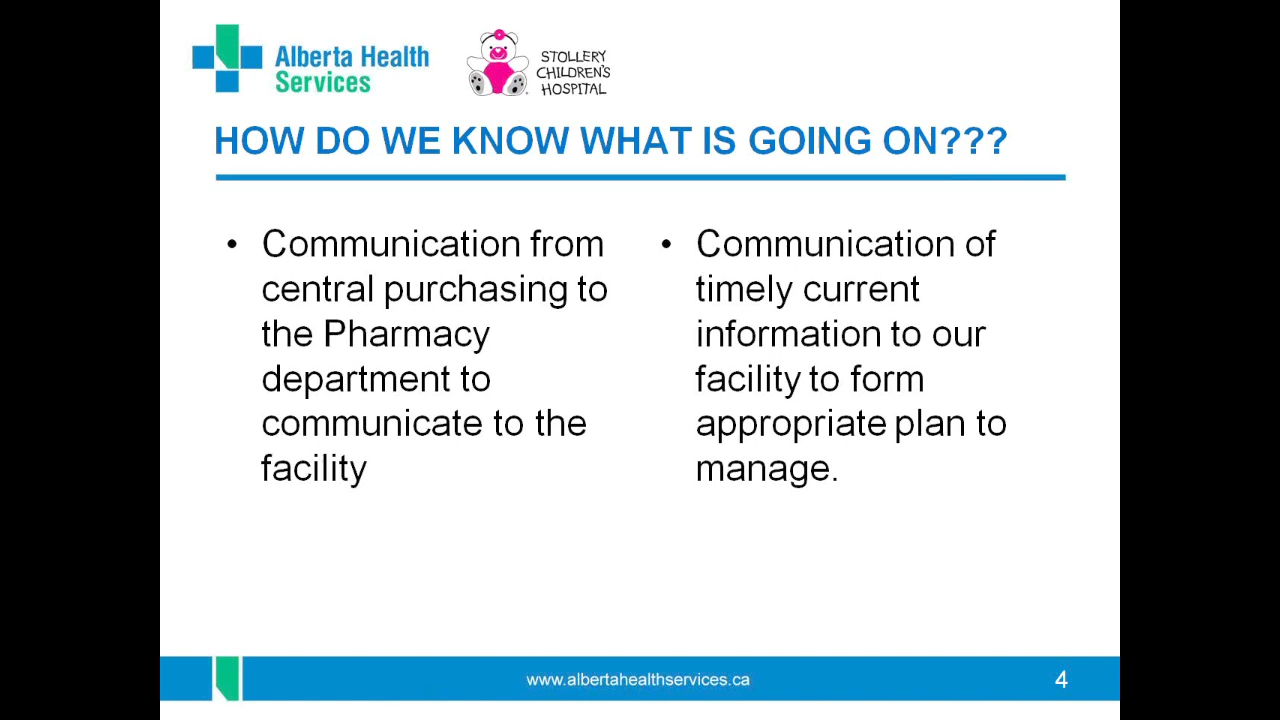 Alberta Health
Services
STOLLERY
CHILDREN'S
HOSPITAL
HOW DO WE KNOW WHAT IS GOING ON???
• Communication from
central purchasing to
the Pharmacy
department to
communicate to the
facility
• Communication of
timely current
information to our
facility to form
appropriate plan to
manage.
www.albertahealthservices.ca
4